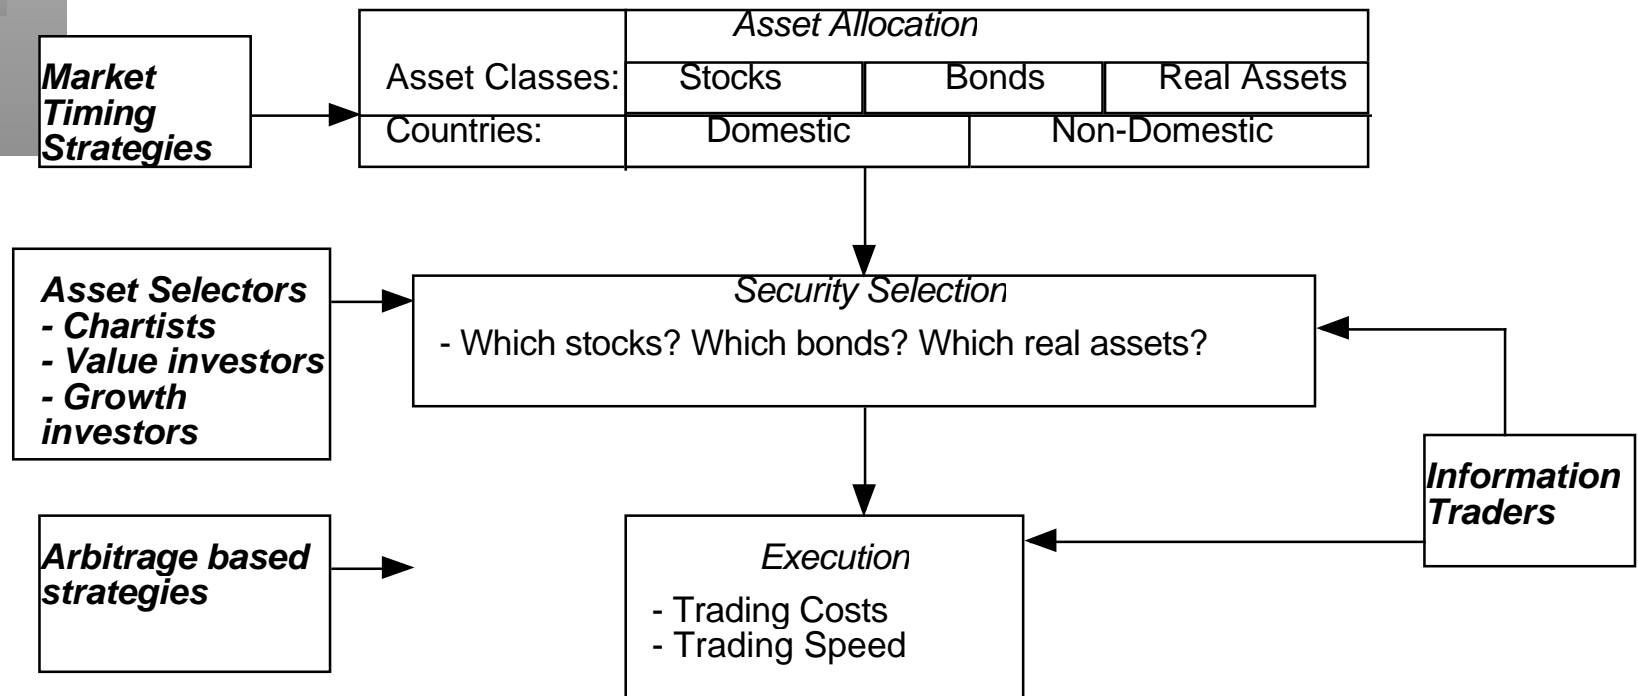 Asset Allocation
Market
Timing
Strategies
Asset Classes: Stocks Bonds Real Assets
Countries: Domestic Non-Domestic
Asset Selectors
- Chartists
- Value investors
- Growth
investors
Security Selection
- Which stocks? Which bonds? Which real assets?
Information
Traders
Arbitrage based
strategies
Execution
- Trading Costs
- Trading Speed